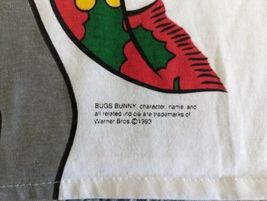 BUGS BUNNY, character, name, and
all related indicia are trademarks of
Warner Bros.©1993